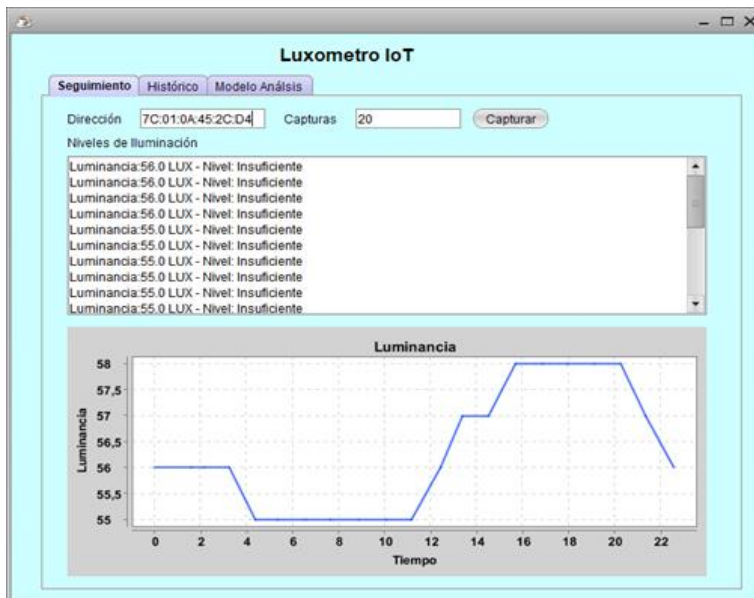 Luxometro IoT
Seguimiento Histórico Modelo Análsis
Dirección 7C:01:0A:45:2C:D4 Capturas 20 Capturar
Niveles de Iluminación
Luminancia:56.0 LUX - Nivel: Insuficiente
Luminancia:56.0 LUX - Nivel: Insuficiente
Luminancia:56.0 LUX - Nivel: Insuficiente
Luminancia:56.0 LUX - Nivel: Insuficiente
Luminancia:55.0 LUX - Nivel: Insuficiente
Luminancia:55.0 LUX - Nivel: Insuficiente
Luminancia:55.0 LUX - Nivel: Insuficiente
Luminancia:55.0 LUX - Nivel: Insuficiente
Luminancia:55.0 LUX - Nivel: Insuficiente
Luminancia:55.0 LUX - Nivel: Insuficiente
Luminancia
58
57,5
57
56,5
56
55,5
55
Luminancia
0 2 4 6 8 10 12 14 16 18 20 22
Tiempo